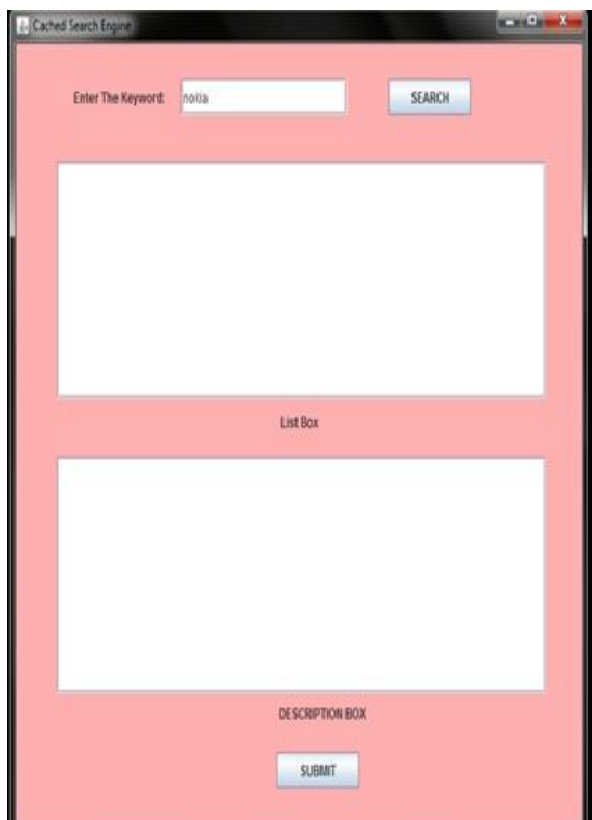 Cached Search Engine
Enter The Keyword: nokia SEARCH
List Box
DESCRIPTION BOX
SUBMIT